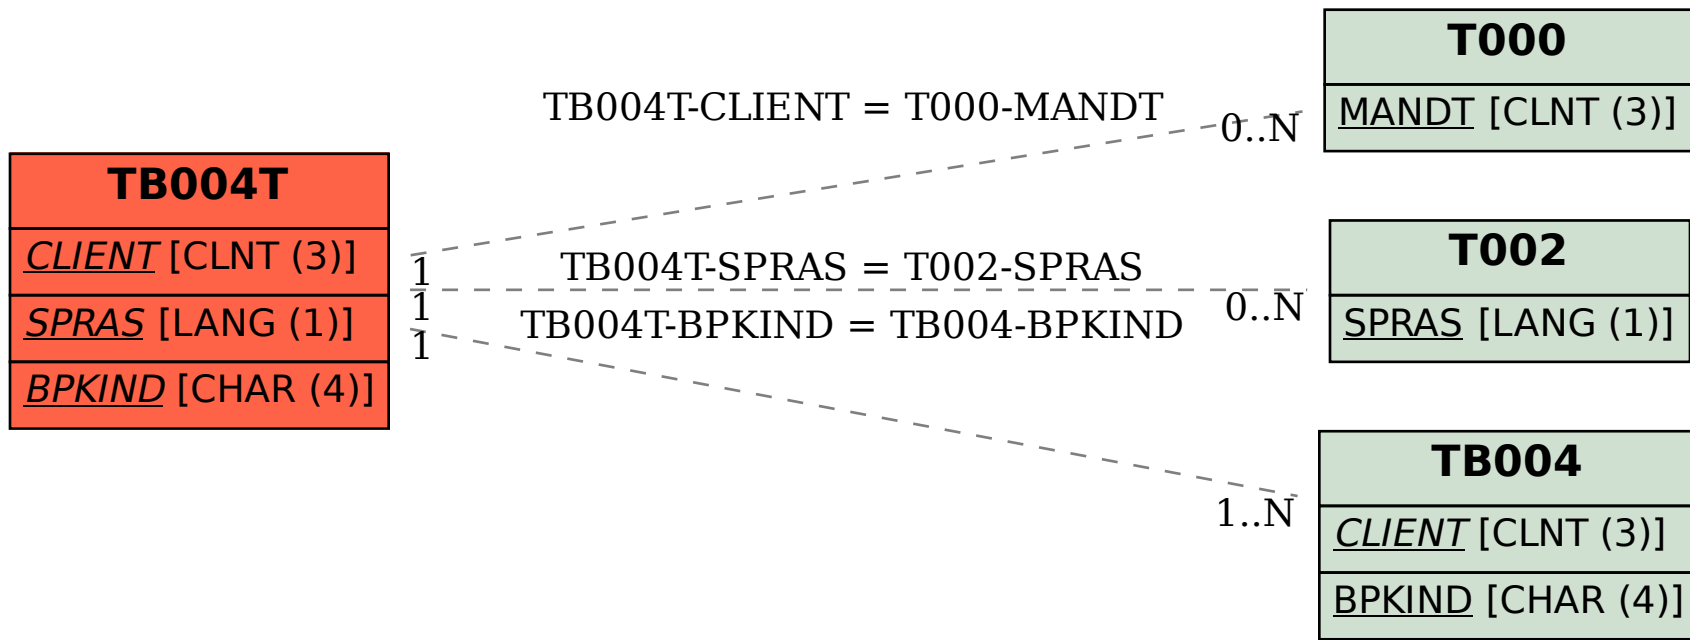 TB004T
CLIENT [CLNT (3)]
SPRAS [LANG (1)]
BPKIND [CHAR (4)]
TB004T-CLIENT = T000-MANDT
1
0..N
TB004T-SPRAS = T002-SPRAS
1
0..N
TB004T-BPKIND = TB004-BPKIND
1
1..N
T000
MANDT [CLNT (3)]
T002
SPRAS [LANG (1)]
TB004
CLIENT [CLNT (3)]
BPKIND [CHAR (4)]